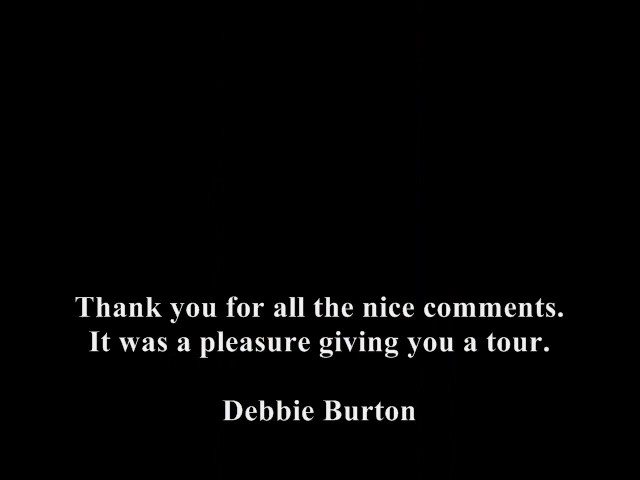 Thank you for all the nice comments.
It was a pleasure giving you a tour.
Debbie Burton